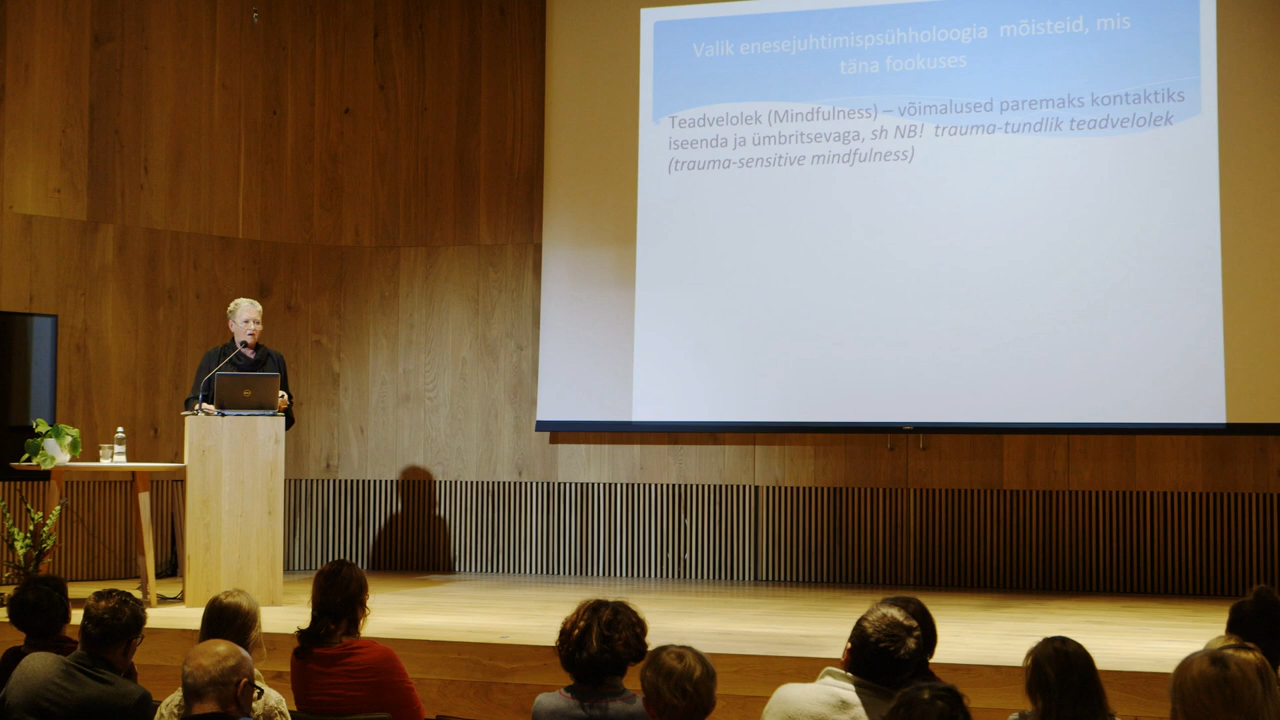 Valik enesejuhtimispsühholoogia mõisteid, mis
täna fookuses
Teadvelolek (Mindfulness) – võimalused paremaks kontaktiks
iseenda ja ümbritsevaga, sh NB! trauma-tundlik teadvelolek
(trauma-sensitive mindfulness)
DELL